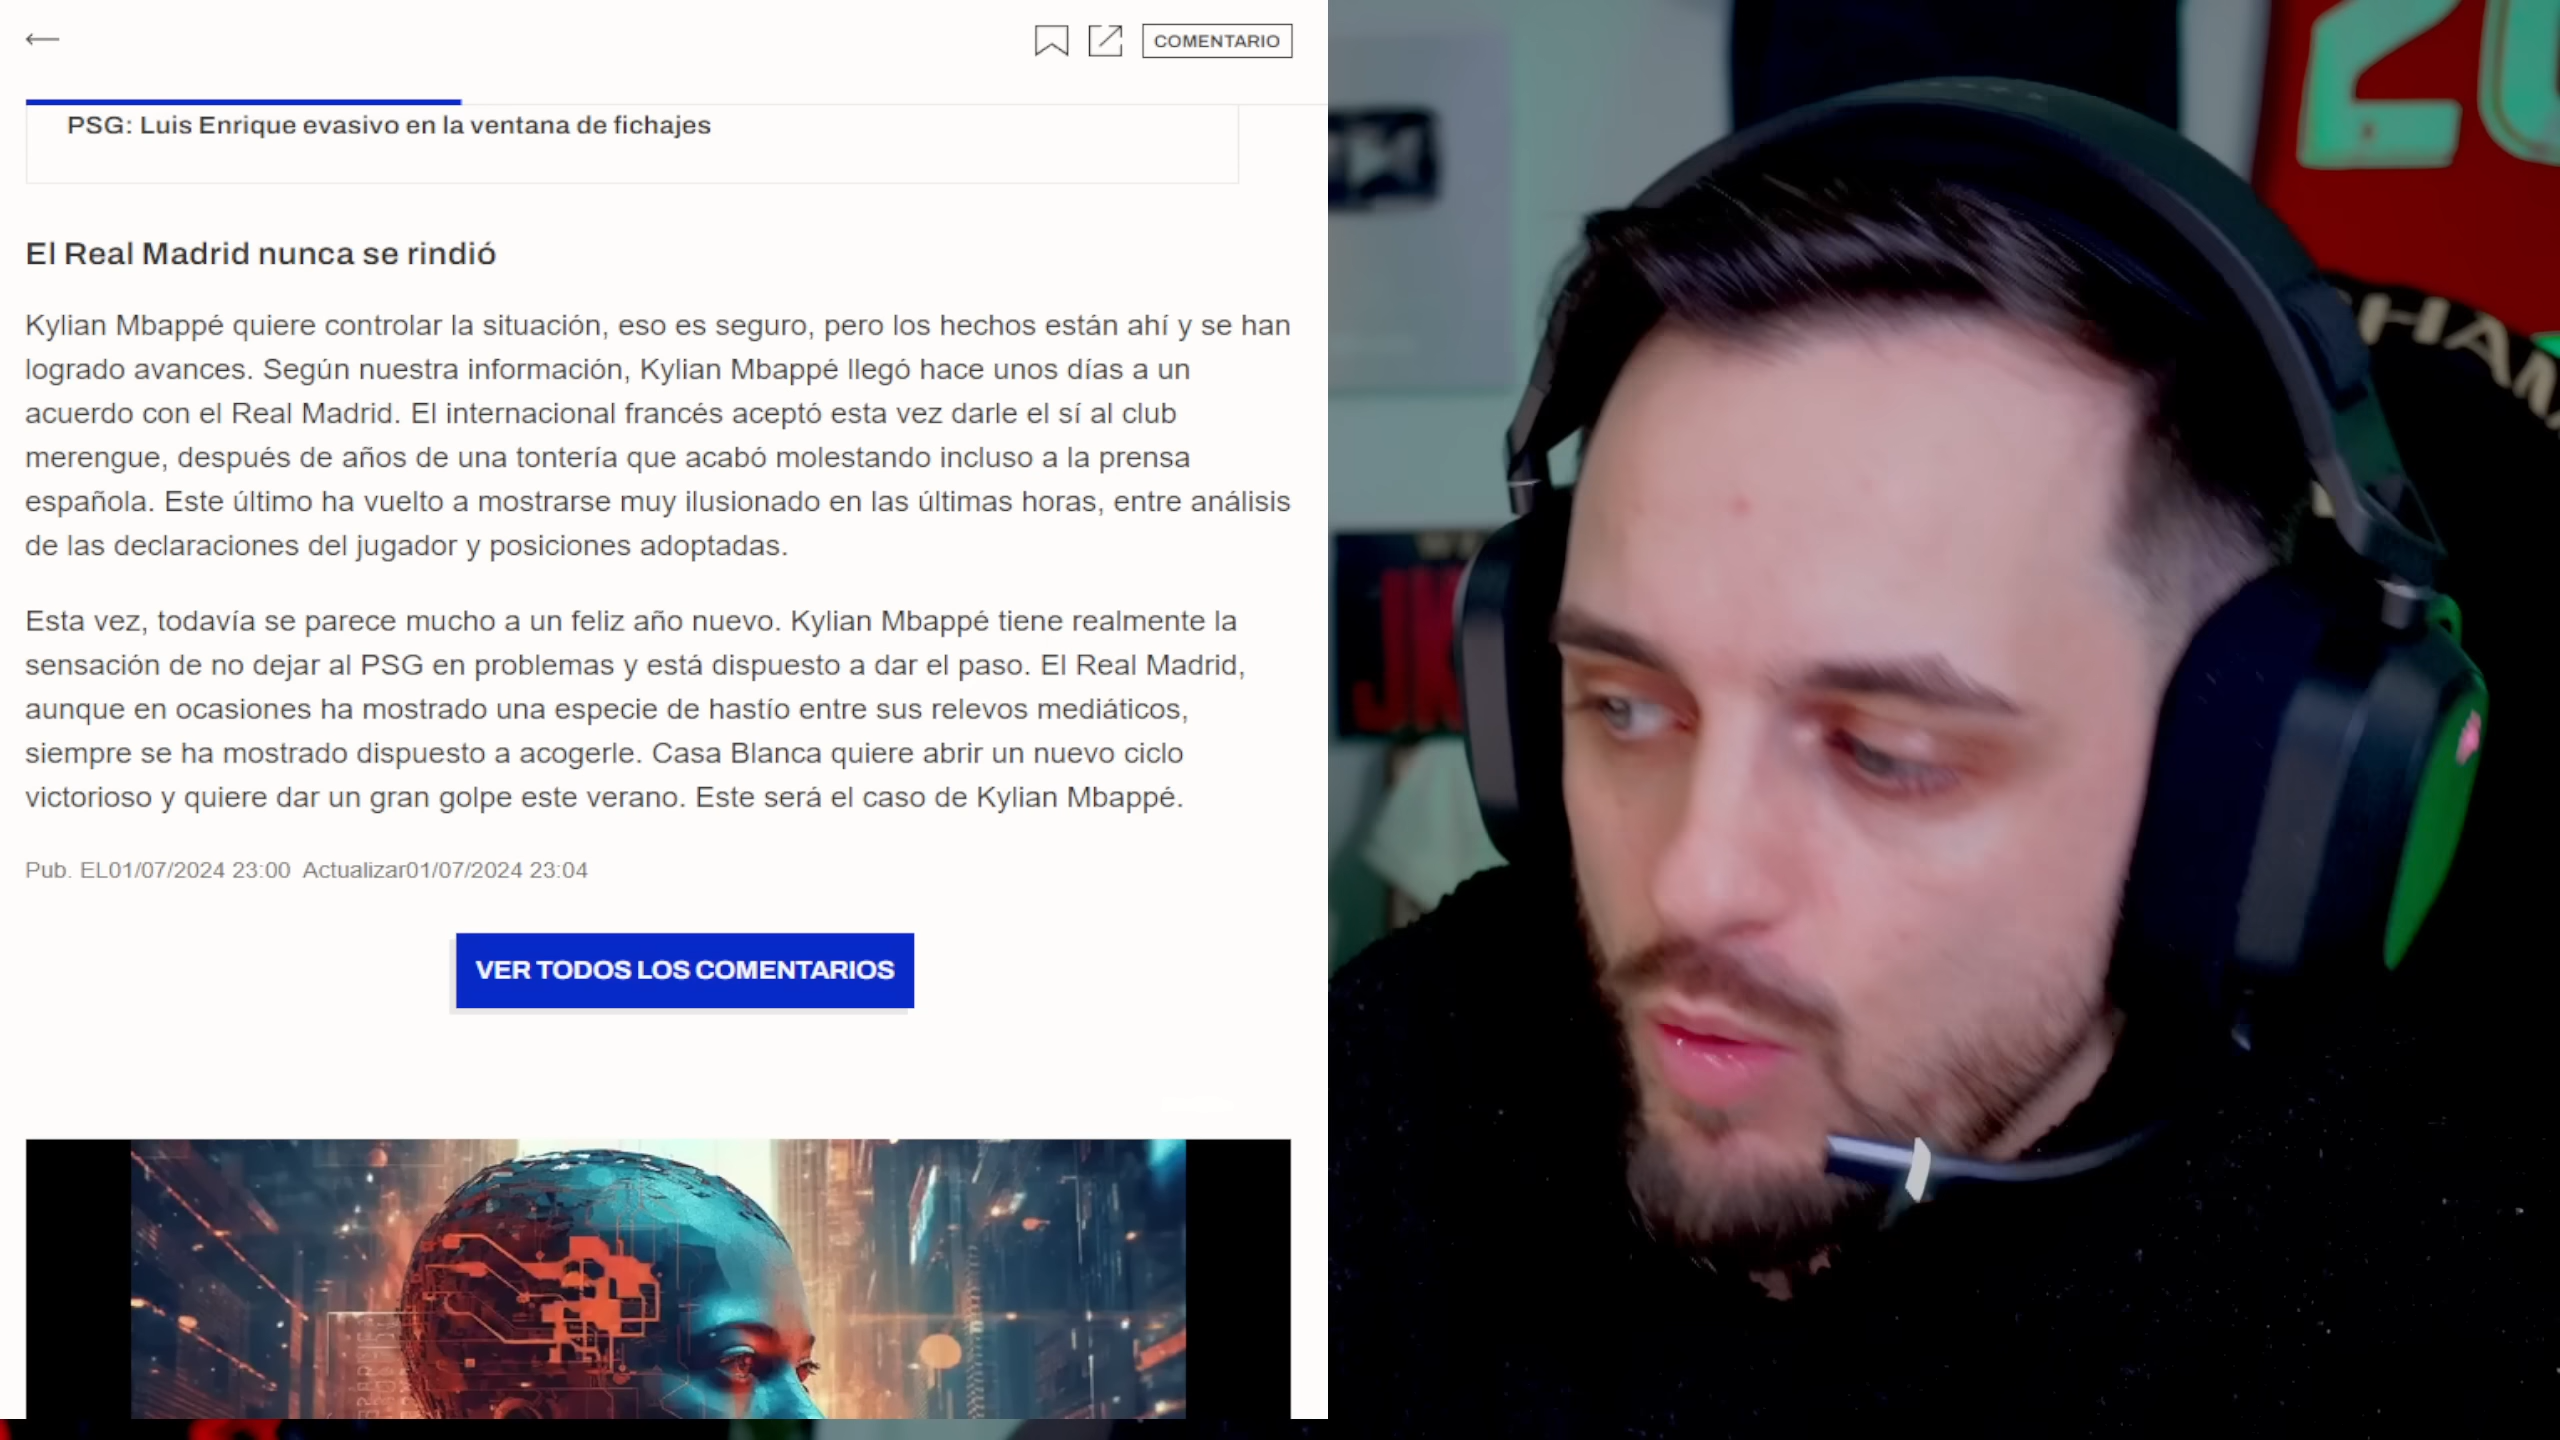 COMENTARIO
PSG: Luis Enrique evasivo en la ventana de fichajes
El Real Madrid nunca se rindió
Kylian Mbappé quiere controlar la situación, eso es seguro, pero los hechos están ahí y se han
logrado avances. Según nuestra información, Kylian Mbappé llegó hace unos días a un
acuerdo con el Real Madrid. El internacional francés aceptó esta vez darle el sí al club
merengue, después de años de una tontería que acabó molestando incluso a la prensa
española. Este último ha vuelto a mostrarse muy ilusionado en las últimas horas, entre análisis
de las declaraciones del jugador y posiciones adoptadas.
Esta vez, todavía se parece mucho a un feliz año nuevo. Kylian Mbappé tiene realmente la
sensación de no dejar al PSG en problemas y está dispuesto a dar el paso. El Real Madrid,
aunque en ocasiones ha mostrado una especie de hastío entre sus relevos mediáticos,
siempre se ha mostrado dispuesto a acogerle. Casa Blanca quiere abrir un nuevo ciclo
victorioso y quiere dar un gran golpe este verano. Este será el caso de Kylian Mbappé.
Pub. EL01/07/2024 23:00 Actualizar01/07/2024 23:04
VER TODOS LOS COMENTARIOS